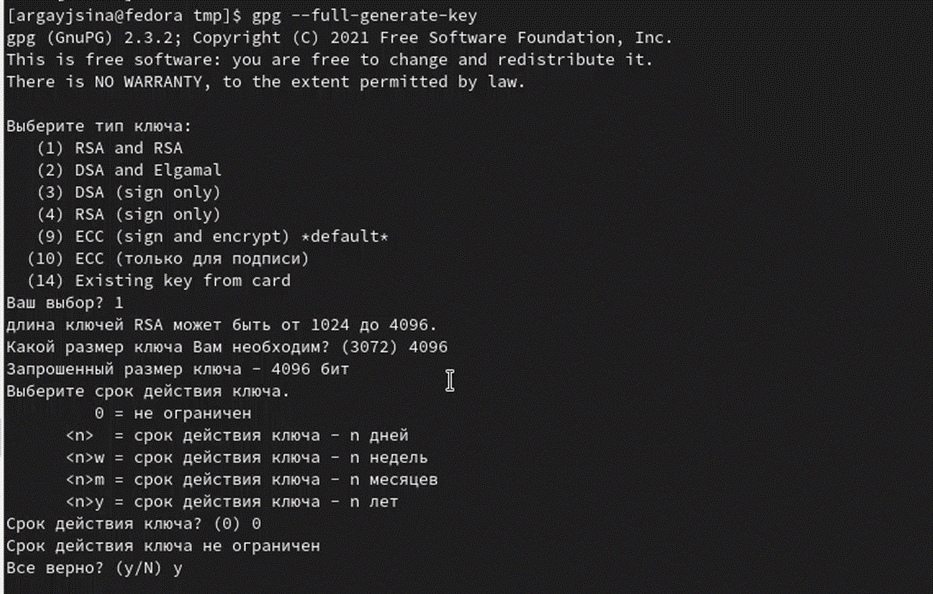 [argayjsina@fedora tmp]$ gpg --full-generate-key
gpg (GnuPG) 2.3.2; Copyright (C) 2021 Free Software Foundation, Inc.
This is free software: you are free to change and redistribute it.
There is NO WARRANTY, to the extent permitted by law.

Выберите тип ключа:
   (1) RSA and RSA
   (2) DSA and Elgamal
   (3) DSA (sign only)
   (4) RSA (sign only)
   (9) ECC (sign and encrypt) *default*
  (10) ECC (только для подписи)
  (14) Existing key from card
Ваш выбор? 1
длина ключей RSA может быть от 1024 до 4096.
Какой размер ключа Вам необходим? (3072) 4096
Запрошенный размер ключа - 4096 бит
Выберите срок действия ключа.
         0 = не ограничен
      <n>  = срок действия ключа - n дней
      <n>w = срок действия ключа - n недель
      <n>m = срок действия ключа - n месяцев
      <n>y = срок действия ключа - n лет
Срок действия ключа? (0) 0
Срок действия ключа не ограничен
Все верно? (y/N) y